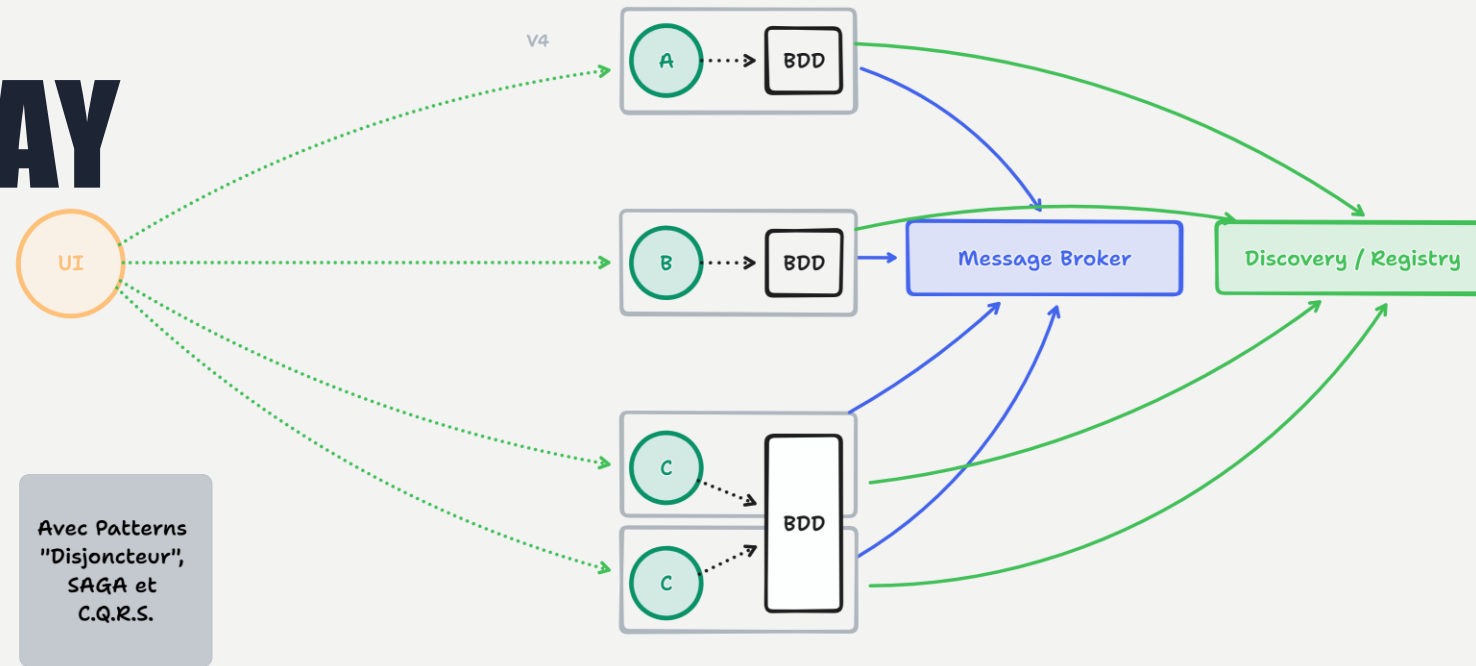 V4
AY
A
BDD
UI
B
BDD
Message Broker
Discovery / Registry
C
BDD
C
Avec Patterns
"Disjoncteur",
SAGA et
C.Q.R.S.